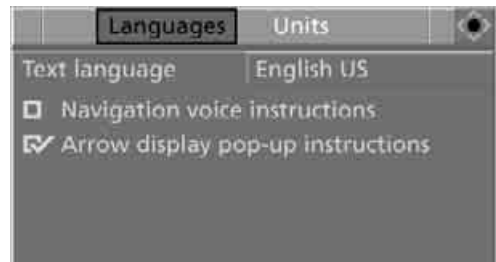 Languages Units
Text language English US
Navigation voice instructions
Arrow display pop-up instructions